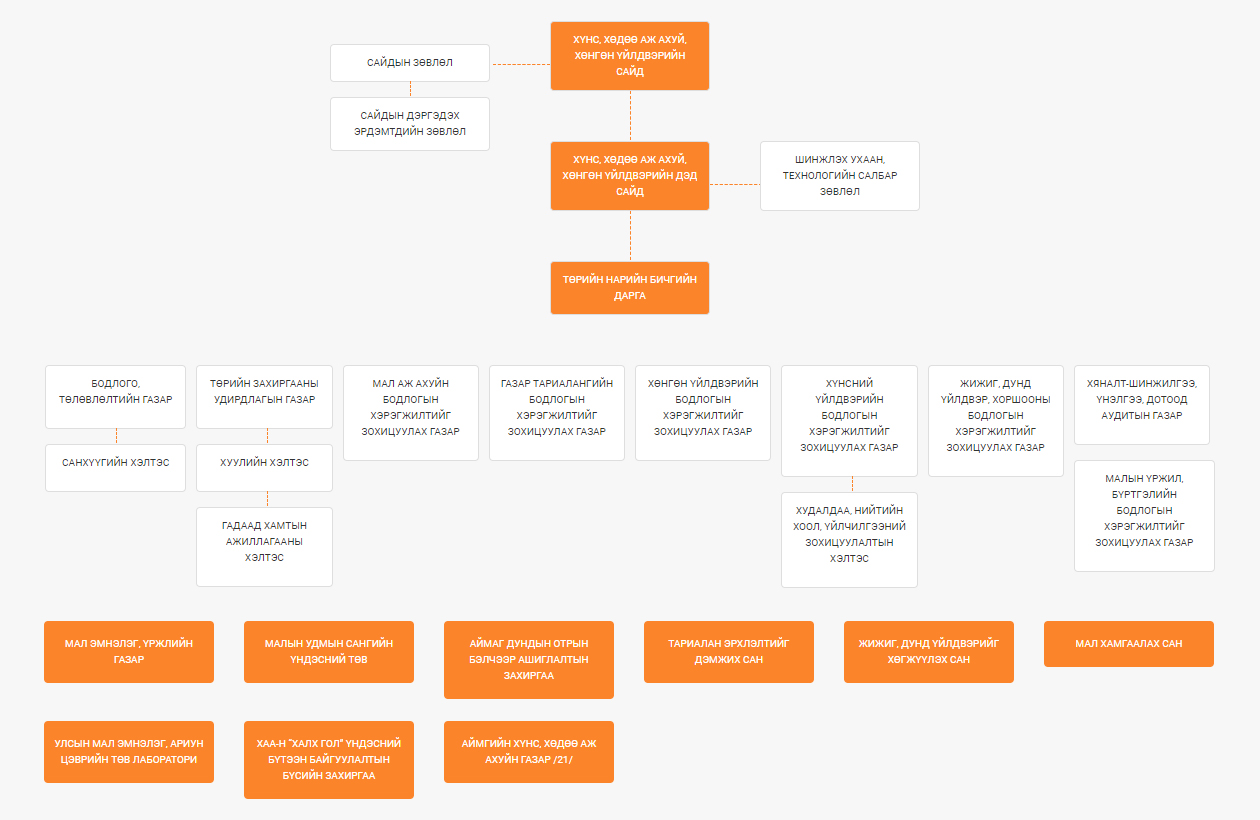 ХҮНС, ХӨДӨӨ АЖ АХУЙ,
ХӨНГӨН ҮЙЛДВЭРИЙН
САЙД
САЙДЫН ЗӨВЛӨЛ
САЙДЫН ДЭРГЭДЭХ
ЭРДЭМТДИЙН ЗӨВЛӨЛ
ХҮНС, ХӨДӨӨ АЖ АХУЙ,
ХӨНГӨН ҮЙЛДВЭРИЙН ДЭД
САЙД
ШИНЖЛЭХ УХААН,
ТЕХНОЛОГИЙН САЛБАР
ЗӨВЛӨЛ
ТӨРИЙН НАРИЙН БИЧГИЙН
ДАРГА
БОДЛОГО,
ТӨЛӨВЛӨЛТИЙН ГАЗАР
САНХҮҮГИЙН ХЭЛТЭС
ТӨРИЙН ЗАХИРГААНЫ
УДИРДЛАГЫН ГАЗАР
ХУУЛИЙН ХЭЛТЭС
ГАДААД ХАМТЫН
АЖИЛЛАГААНЫ
ХЭЛТЭС
МАЛ АЖ АХУЙН
БОДЛОГЫН
ХЭРЭГЖИЛТИЙГ
ЗОХИЦУУЛАХ ГАЗАР
ГАЗАР ТАРИАЛАНГИЙН
БОДЛОГЫН
ХЭРЭГЖИЛТИЙГ
ЗОХИЦУУЛАХ ГАЗАР
ХӨНГӨН ҮЙЛДВЭРИЙН
БОДЛОГЫН
ХЭРЭГЖИЛТИЙГ
ЗОХИЦУУЛАХ ГАЗАР
ХҮНСНИЙ
ҮЙЛДВЭРИЙН
БОДЛОГЫН
ХЭРЭГЖИЛТИЙГ
ЗОХИЦУУЛАХ ГАЗАР
ХУДАЛДАА, НИЙТИЙН
ХООЛ, ҮЙЛЧИЛГЭЭНИЙ
ЗОХИЦУУЛАЛТЫН
ХЭЛТЭС
ЖИЖИГ, ДУНД
ҮЙЛДВЭР, ХОРШООНЫ
БОДЛОГЫН
ХЭРЭГЖИЛТИЙГ
ЗОХИЦУУЛАХ ГАЗАР
ХЯНАЛТ-ШИНЖИЛГЭЭ,
ҮНЭЛГЭЭ, ДОТООД
АУДИТЫН ГАЗАР
МАЛЫН ҮРЖИЛ,
БҮРТГЭЛИЙН
БОДЛОГЫН
ХЭРЭГЖИЛТИЙГ
ЗОХИЦУУЛАХ ГАЗАР
МАЛ ЭМНЭЛЭГ, ҮРЖЛИЙН
ГАЗАР
МАЛЫН УДМЫН САНГИЙН
ҮНДЭСНИЙ ТӨВ
АЙМАГ ДУНДЫН ОТРЫН
БЭЛЧЭЭР АШИГЛАЛТЫН
ЗАХИРГАА
ТАРИАЛАН ЭРХЛЭЛТИЙГ
ДЭМЖИХ САН
ЖИЖИГ, ДУНД ҮЙЛДВЭРИЙГ
ХӨГЖҮҮЛЭХ САН
МАЛ ХАМГААЛАХ САН
УЛСЫН МАЛ ЭМНЭЛЭГ, АРИУН
ЦЭВРИЙН ТӨВ ЛАБОРАТОРИ
ХАА-Н "ХАЛХ ГОЛ" ҮНДЭСНИЙ
БҮТЭЭН БАЙГУУЛАЛТЫН
БҮСИЙН ЗАХИРГАА
АЙМГИЙН ХҮНС, ХӨДӨӨ АЖ
АХУЙН ГАЗАР /21/